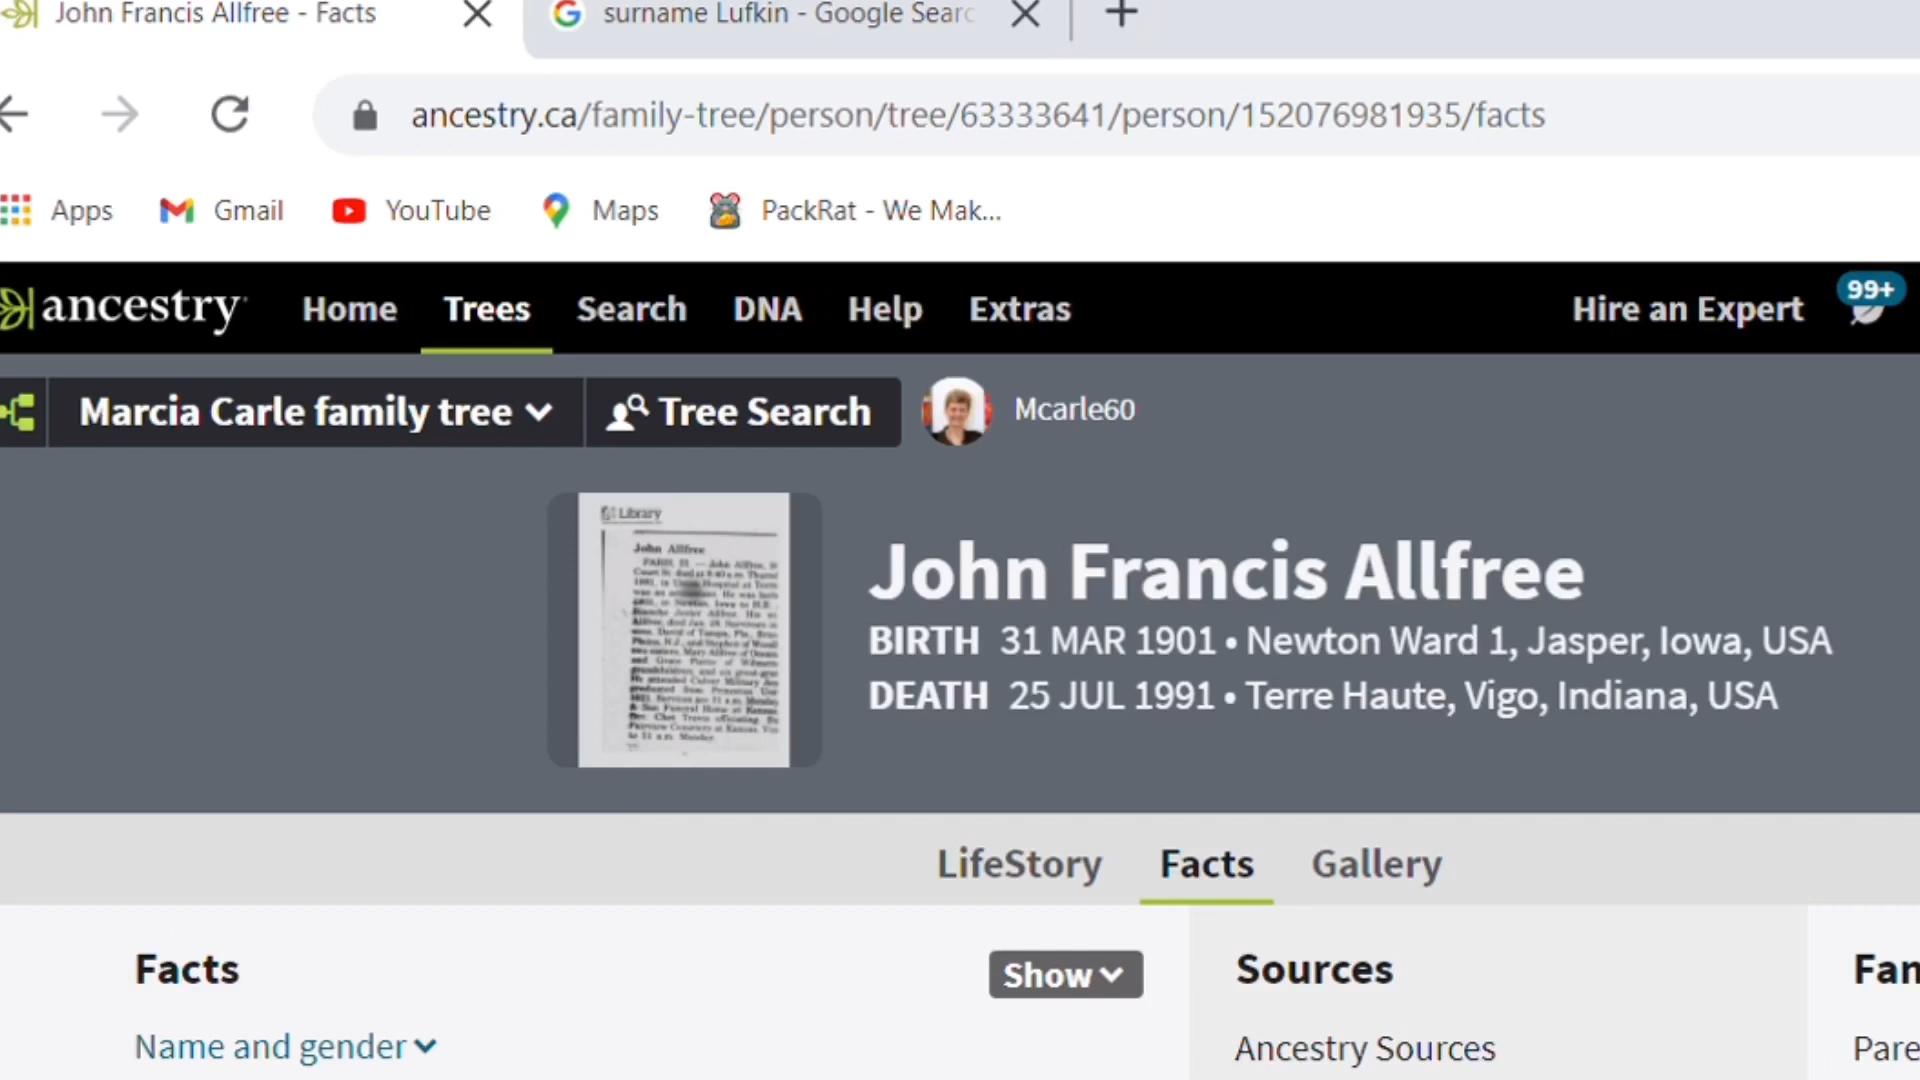 John Francis Allfree - Facts
surname Lufkin - Google Searc
ancestry.ca/family-tree/person/tree/63333641/person/152076981935/facts
Apps Gmail YouTube Maps PackRat - We Mak...
ancestry Home Trees Search DNA Help Extras Hire an Expert 99+
Marcia Carle family tree Tree Search Mcarle60
Library
John Allfree
John Francis Allfree
BIRTH 31 MAR 1901 • Newton Ward 1, Jasper, Iowa, USA
DEATH 25 JUL 1991 • Terre Haute, Vigo, Indiana, USA
LifeStory Facts Gallery
Facts Show Sources Fan
Name and gender Ancestry Sources Pare